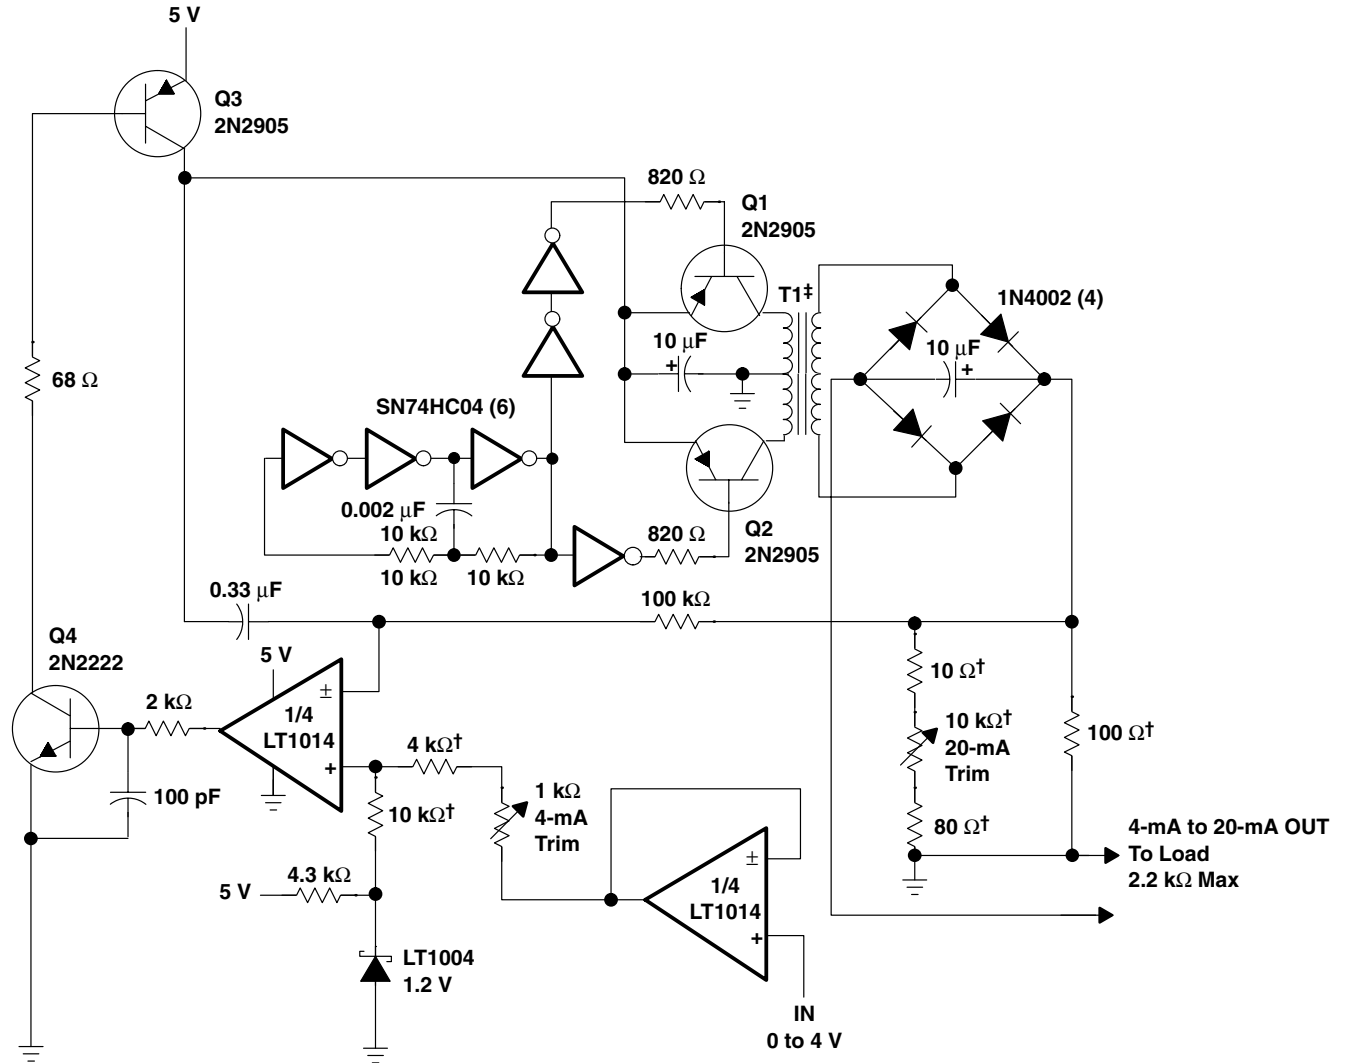 5 V
Q3
2N2905
820 Ω
Q1
2N2905
T1‡
1N4002 (4)
10 µF
+
10 µF
+
68 Ω
SN74HC04 (6)
0.002 µF
10 kΩ
10 kΩ
10 kΩ
820 Ω
Q2
2N2905
0.33 µF
100 kΩ
Q4
2N2222
5 V
±
2 kΩ
1/4
LT1014
+
4 kΩ†
10 Ω†
10 kΩ†
20-mA
Trim
100 Ω†
100 pF
10 kΩ†
1 kΩ
4-mA
Trim
80 Ω†
4-mA to 20-mA OUT
To Load
2.2 kΩ Max
5 V
4.3 kΩ
±
1/4
LT1014
+
LT1004
1.2 V
IN
0 to 4 V